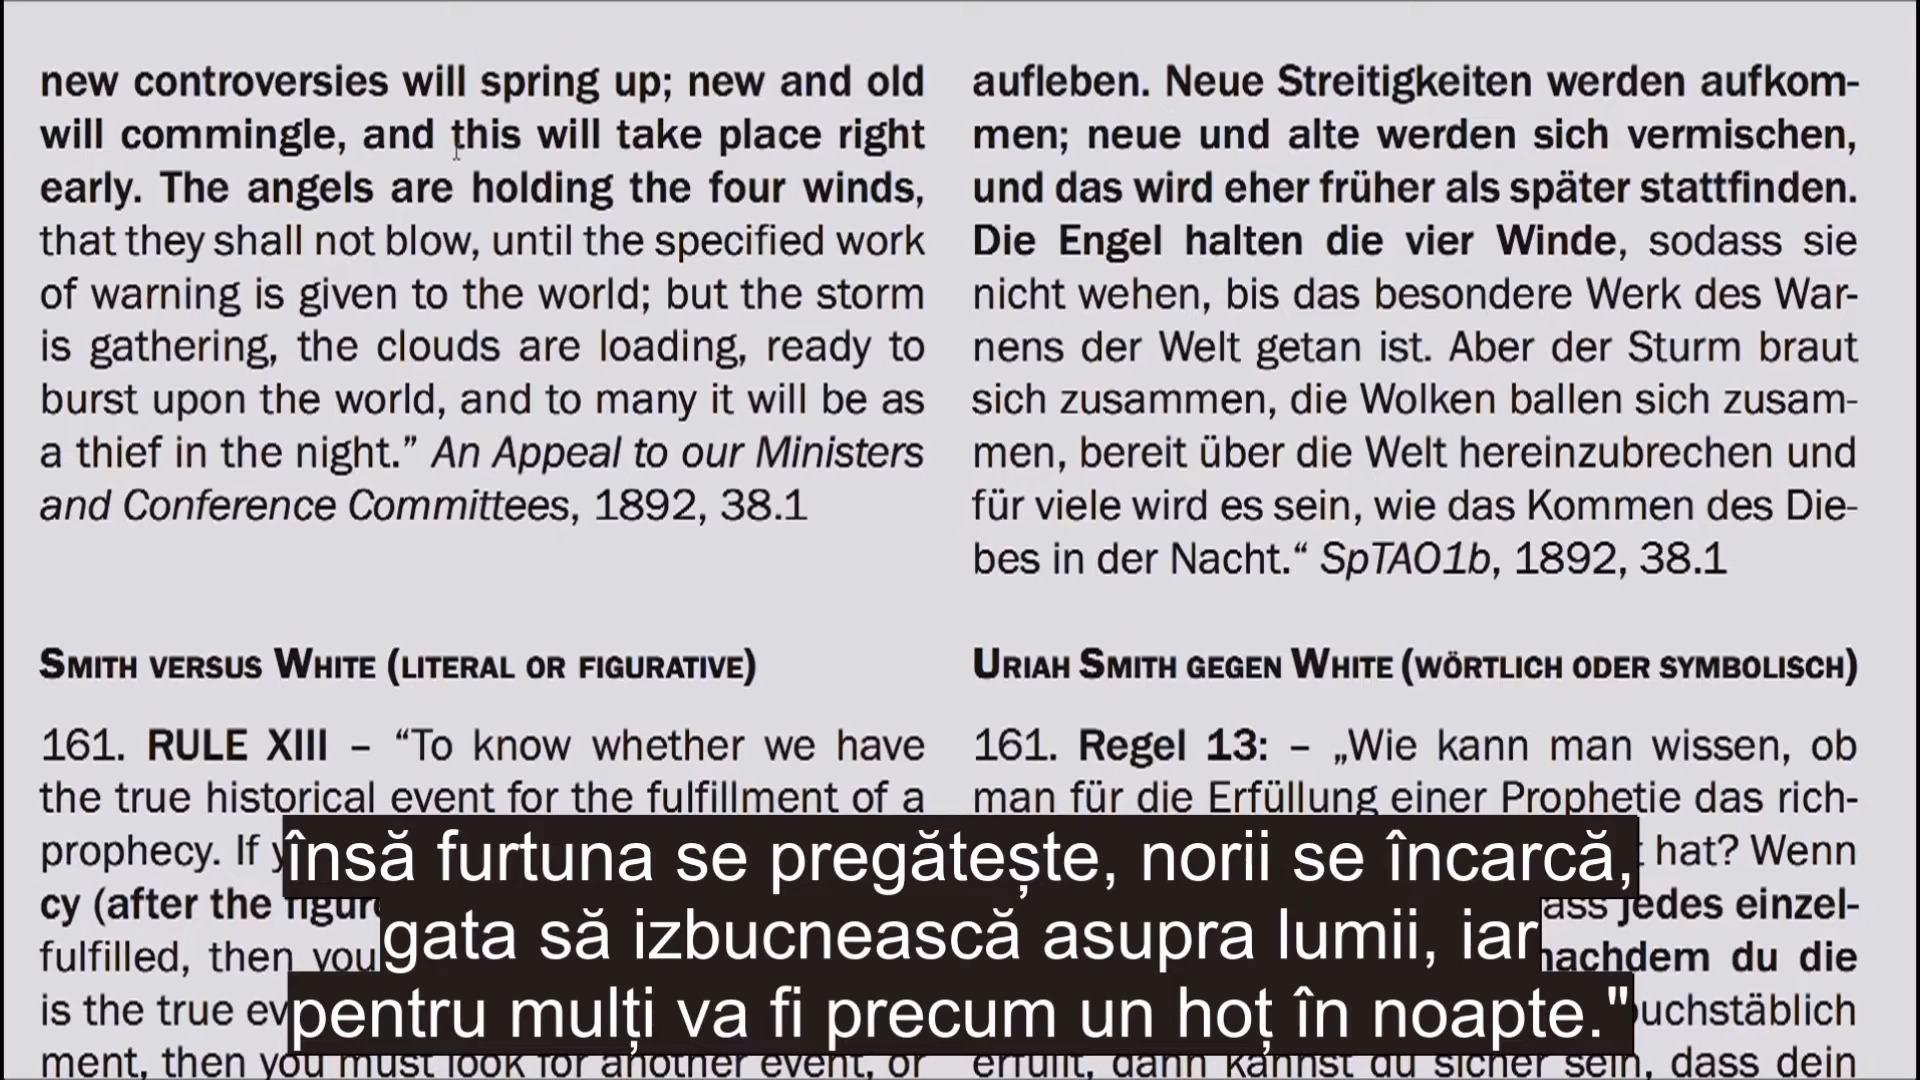 new controversies will spring up; new and old
will commingle, and this will take place right
early. The angels are holding the four winds,
that they shall not blow, until the specified work
of warning is given to the world; but the storm
is gathering, the clouds are loading, ready to
burst upon the world, and to many it will be as
a thief in the night.” An Appeal to our Ministers
and Conference Committees, 1892, 38.1
SMITH VERSUS WHITE (LITERAL OR FIGURATIVE)
161. RULE XIII – “To know whether we have
the true historical event for the fulfillment of a
prophecy. If
cy (after the
fulfilled, then you
is the true
ment, then you must look for another event, or
aufleben. Neue Streitigkeiten werden aufkom-
men; neue und alte werden sich vermischen,
und das wird eher früher als später stattfinden.
Die Engel halten die vier Winde, sodass sie
nicht wehen, bis das besondere Werk des War-
nens der Welt getan ist. Aber der Sturm braut
sich zusammen, die Wolken ballen sich zusam-
men, bereit über die Welt hereinzubrechen und
für viele wird es sein, wie das Kommen des Die-
bes in der Nacht.“ SpTAO1b, 1892, 38.1
URIAH SMITH GEGEN WHITE (WÖRTLICH ODER SYMBOLISCH)
161. Regel 13: – „Wie kann man wissen, ob
man für die Erfüllung einer Prophetie das rich-
hat? Wenn
jedes einzel-
nachdem du die
erfüllt, dann kannst du sicher sein, dass dein
însă furtuna se pregătește, norii se încarcă,
gata să izbucnească asupra lumii, iar
pentru mulți va fi precum un hoț în noapte."